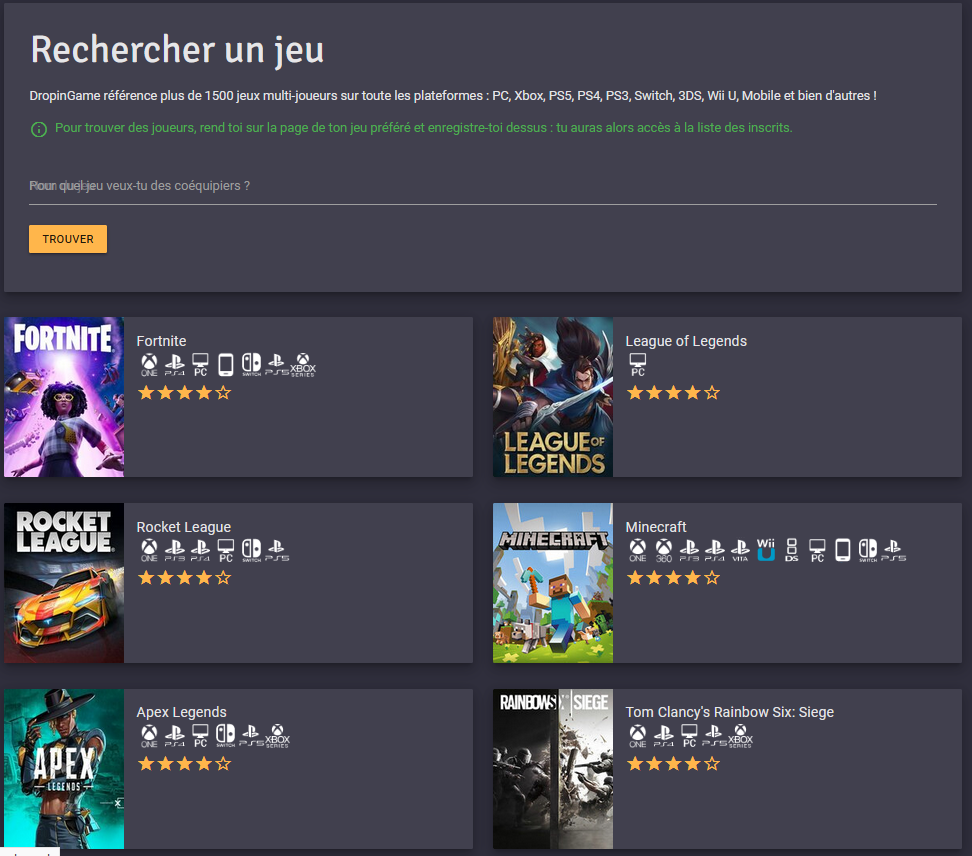 Rechercher un jeu
DropinGame référence plus de 1500 jeux multi-joueurs sur toute les plateformes : PC, Xbox, PS5, PS4, PS3, Switch, 3DS, Wii U, Mobile et bien d'autres !
Pour trouver des joueurs, rend toi sur la page de ton jeu préféré et enregistre-toi dessus : tu auras alors accès à la liste des inscrits.
Pour quel jeu veux-tu des coéquipiers ?
TROUVER
FORTNITE
Fortnite
ONE PS4 PC SWITCH PS5 XBOX SERIES
LEAGUE OF LEGENDS
League of Legends
PC
ROCKET LEAGUE
Rocket League
ONE PS3 PS4 PC SWITCH PS5
MINECRAFT
Minecraft
ONE 360 PS3 PS4 VITA Wii U DS PC SWITCH PS5
APEX LEGENDS
Apex Legends
ONE PS4 PC SWITCH PS5 XBOX SERIES
RAINBOW SIX SIEGE
Tom Clancy's Rainbow Six: Siege
ONE PS4 PC PS5 XBOX SERIES